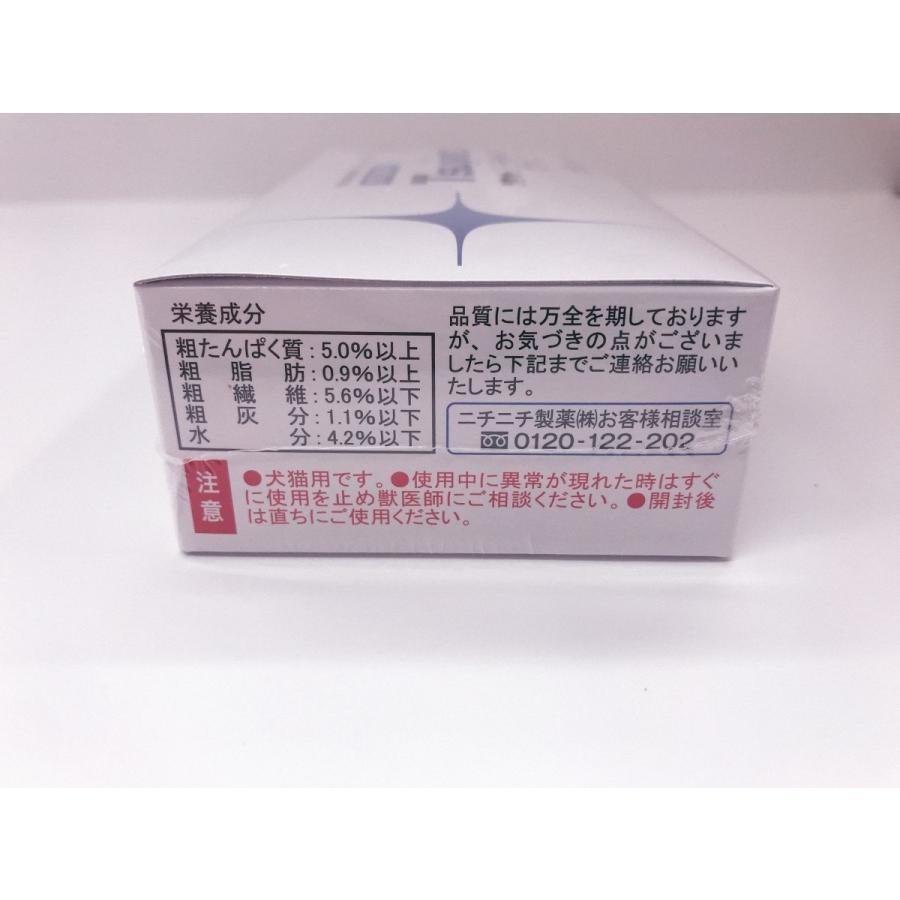 栄養成分
粗たんぱく質：5.0%以上
粗脂肪：0.9%以上
粗繊維：5.6%以下
粗灰分：1.1%以下
水分：4.2%以下
品質には万全を期しております
が、お気づきの点がございま
したら下記までご連絡お願いい
たします。
ニチニチ製薬㈱お客様相談室
0120-122-202
注意
●犬猫用です。●使用中に異常が現れた時はすぐ
に使用を止め獣医師にご相談ください。●開封後
は直ちにご使用ください。